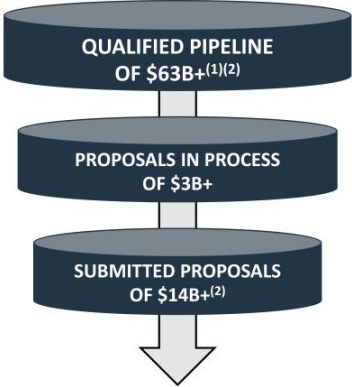 QUALIFIED PIPELINE
OF $63B+(1)(2)
PROPOSALS IN PROCESS
OF $3B+
SUBMITTED PROPOSALS
OF $14B+(2)